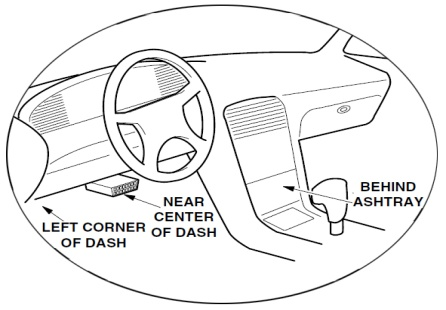 LEFT CORNER
OF DASH
NEAR
CENTER
OF DASH
BEHIND
ASHTRAY